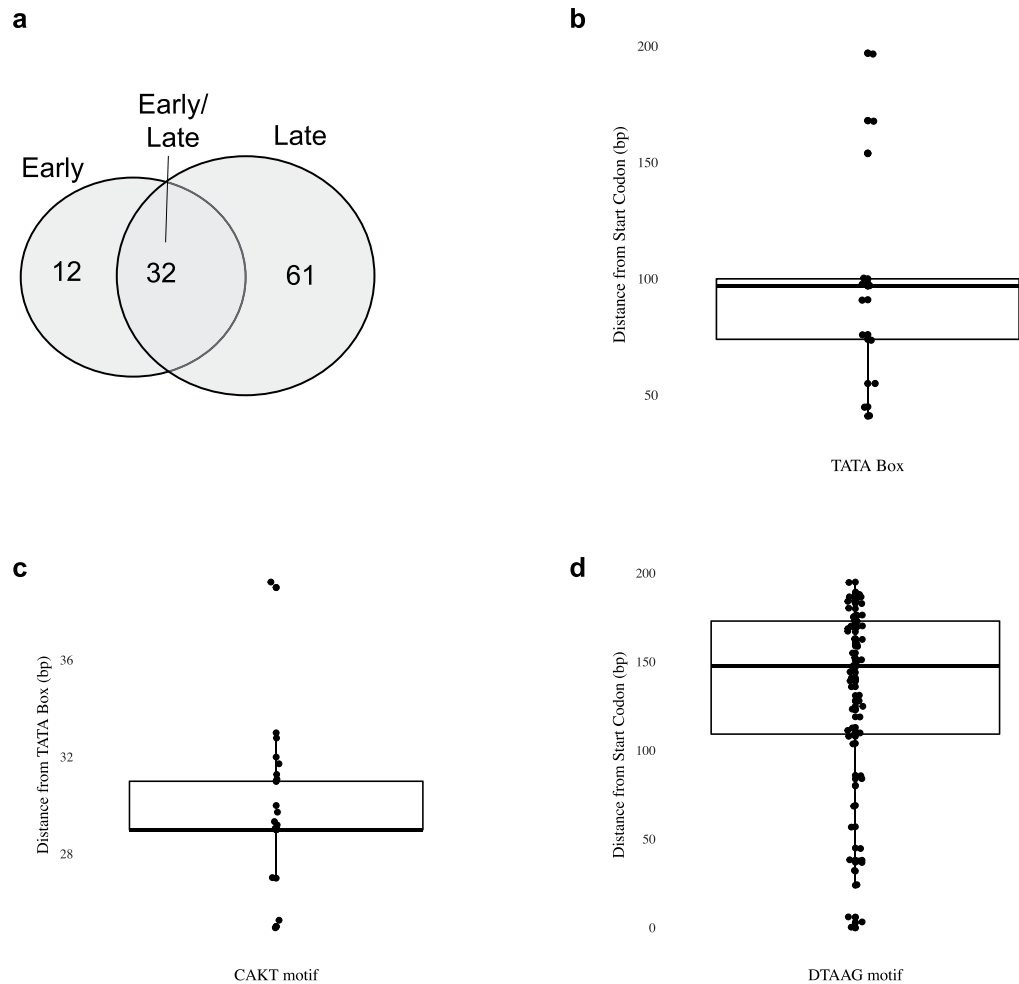 a
Early/
Late
Late
Early
12
32
61
b
200
150
100
50
Distance from Start Codon (bp)
TATA Box
c
36
32
28
Distance from TATA Box (bp)
CAKT motif
d
200
150
100
50
0
Distance from Start Codon (bp)
DTAAG motif